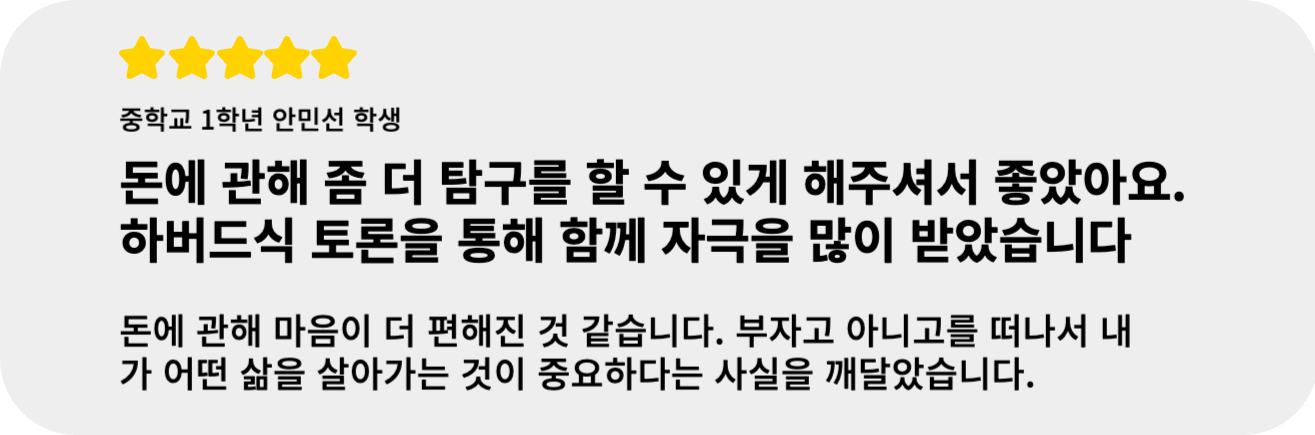 중학교 1학년 안민선 학생
돈에 관해 좀 더 탐구를 할 수 있게 해주셔서 좋았아요.
하버드식 토론을 통해 함께 자극을 많이 받았습니다
돈에 관해 마음이 더 편해진 것 같습니다. 부자고 아니고를 떠나서 내
가 어떤 삶을 살아가는 것이 중요하다는 사실을 깨달았습니다.